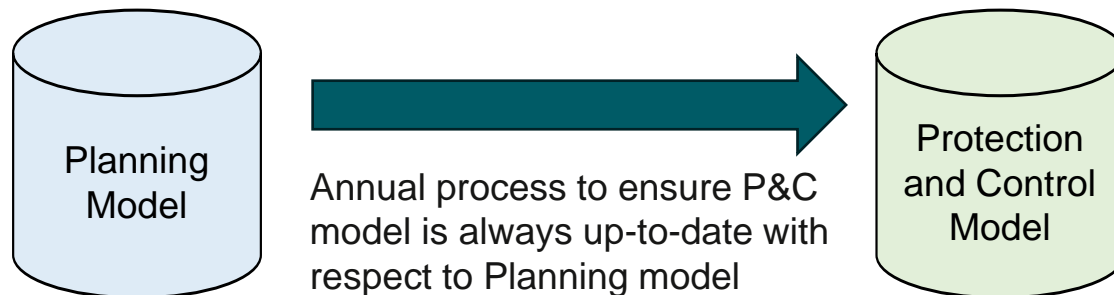 Planning
Model
Annual process to ensure P&C
model is always up-to-date with
respect to Planning model
Protection
and Control
Model